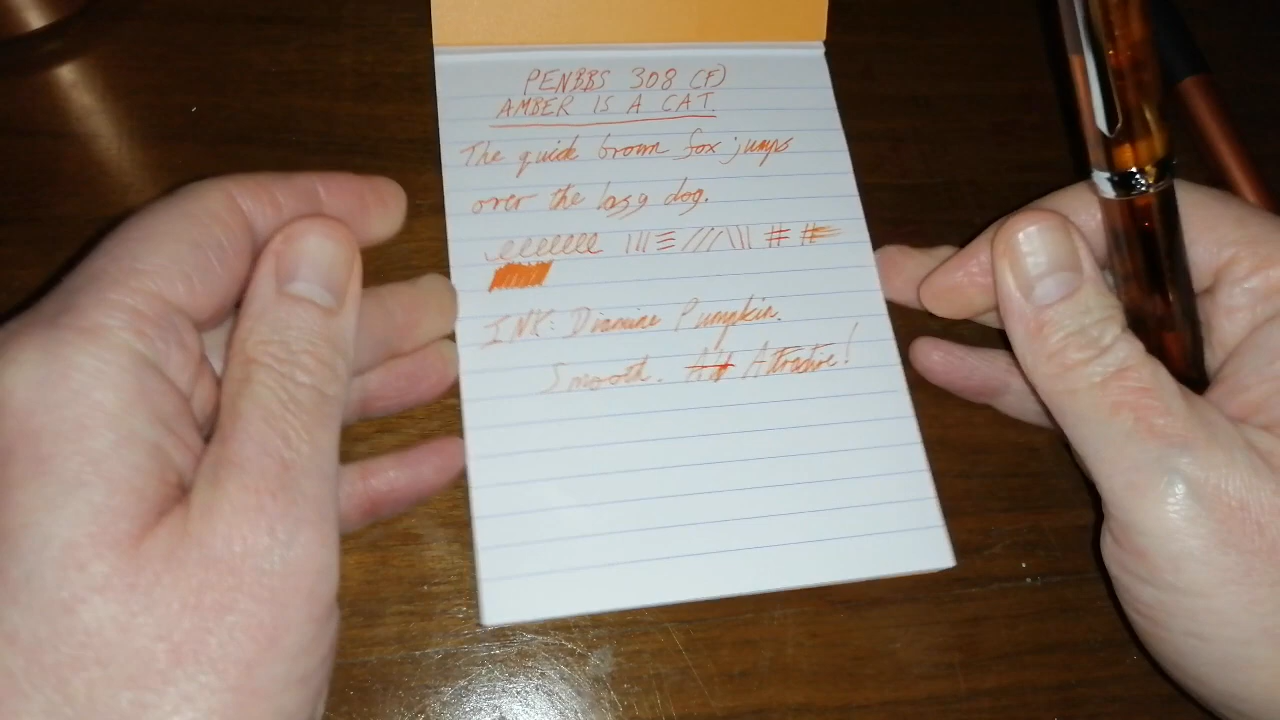 PENBBS 308 (F)
AMBER IS A CAT.
The quick brown fox jumps
over the lazy dog.
eeeeeee ||| ≡ /// \\\ # #
INK: Diamine Pumpkin.
Smooth. Attractive!